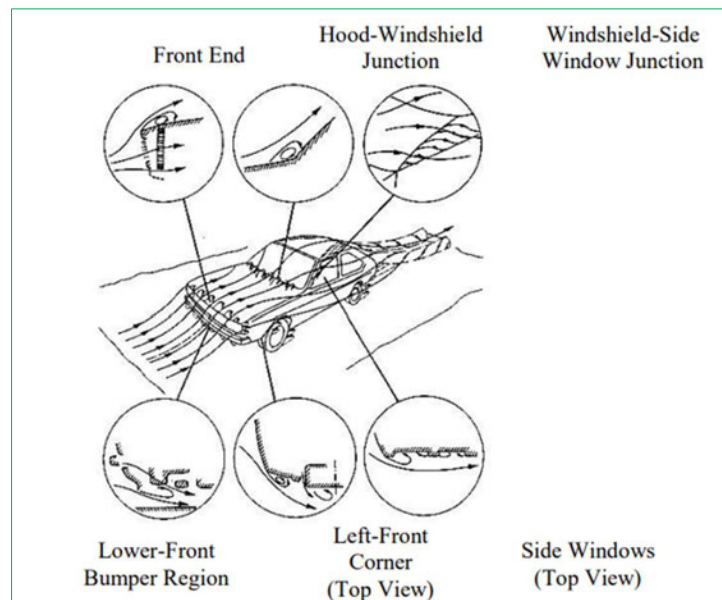 Front End
Hood-Windshield
Junction
Windshield-Side
Window Junction
Lower-Front
Bumper Region
Left-Front
Corner
(Top View)
Side Windows
(Top View)